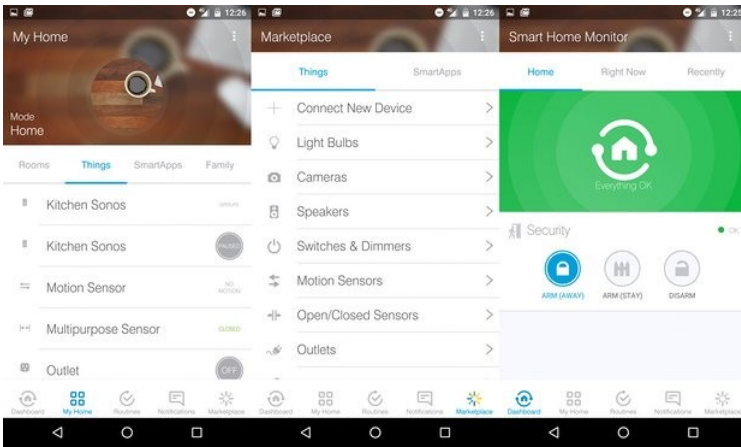 12:26
My Home
Mode
Home
Rooms Things SmartApps Family
Kitchen Sonos GROUPS
Kitchen Sonos PAUSED
Motion Sensor NO MOTION
Multipurpose Sensor CLOSED
Outlet OFF
Dashboard My Home Routines Notifications Marketplace
12:26
Marketplace
Things SmartApps
Connect New Device
Light Bulbs
Cameras
Speakers
Switches & Dimmers
Motion Sensors
Open/Closed Sensors
Outlets
Dashboard My Home Routines Notifications Marketplace
12:25
Smart Home Monitor
Home Right Now Recently
Everything OK
Security OK
ARM (AWAY) ARM (STAY) DISARM
Dashboard My Home Routines Notifications Marketplace